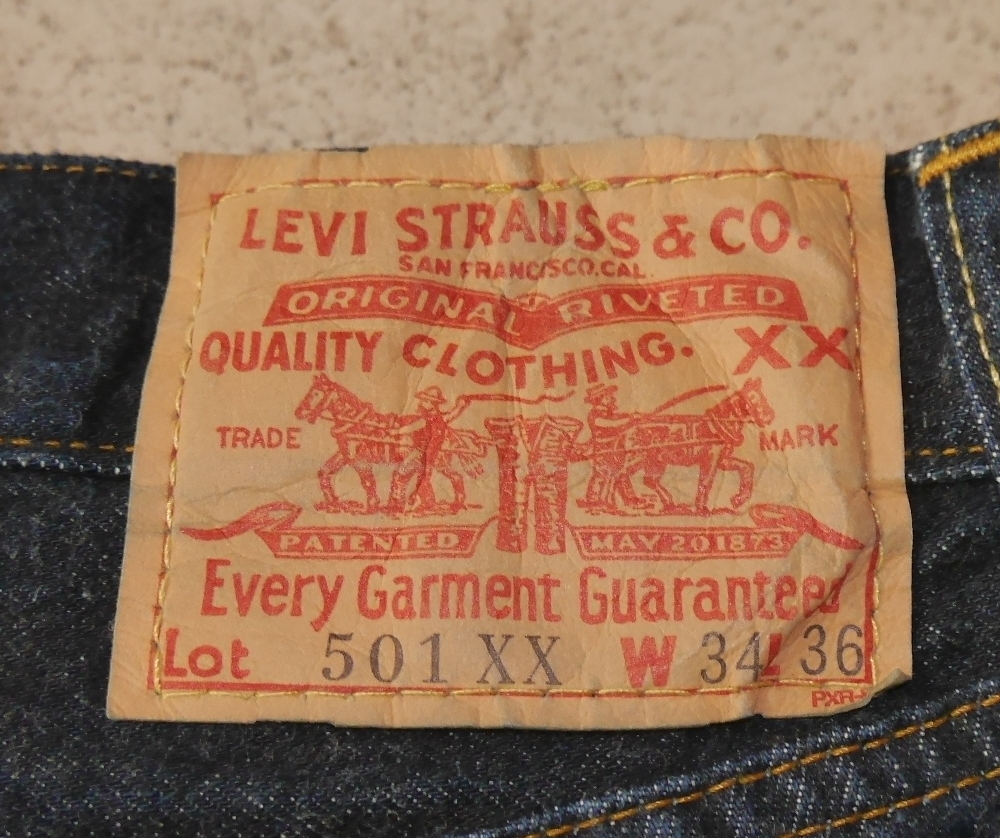 LEVI STRAUSS & CO.
SAN FRANCISCO, CAL.
ORIGINAL RIVETED
QUALITY CLOTHING. XX
TRADE MARK
PATENTED MAY 20 1873
Every Garment Guaranteed
Lot 501 XX W 34 L 36